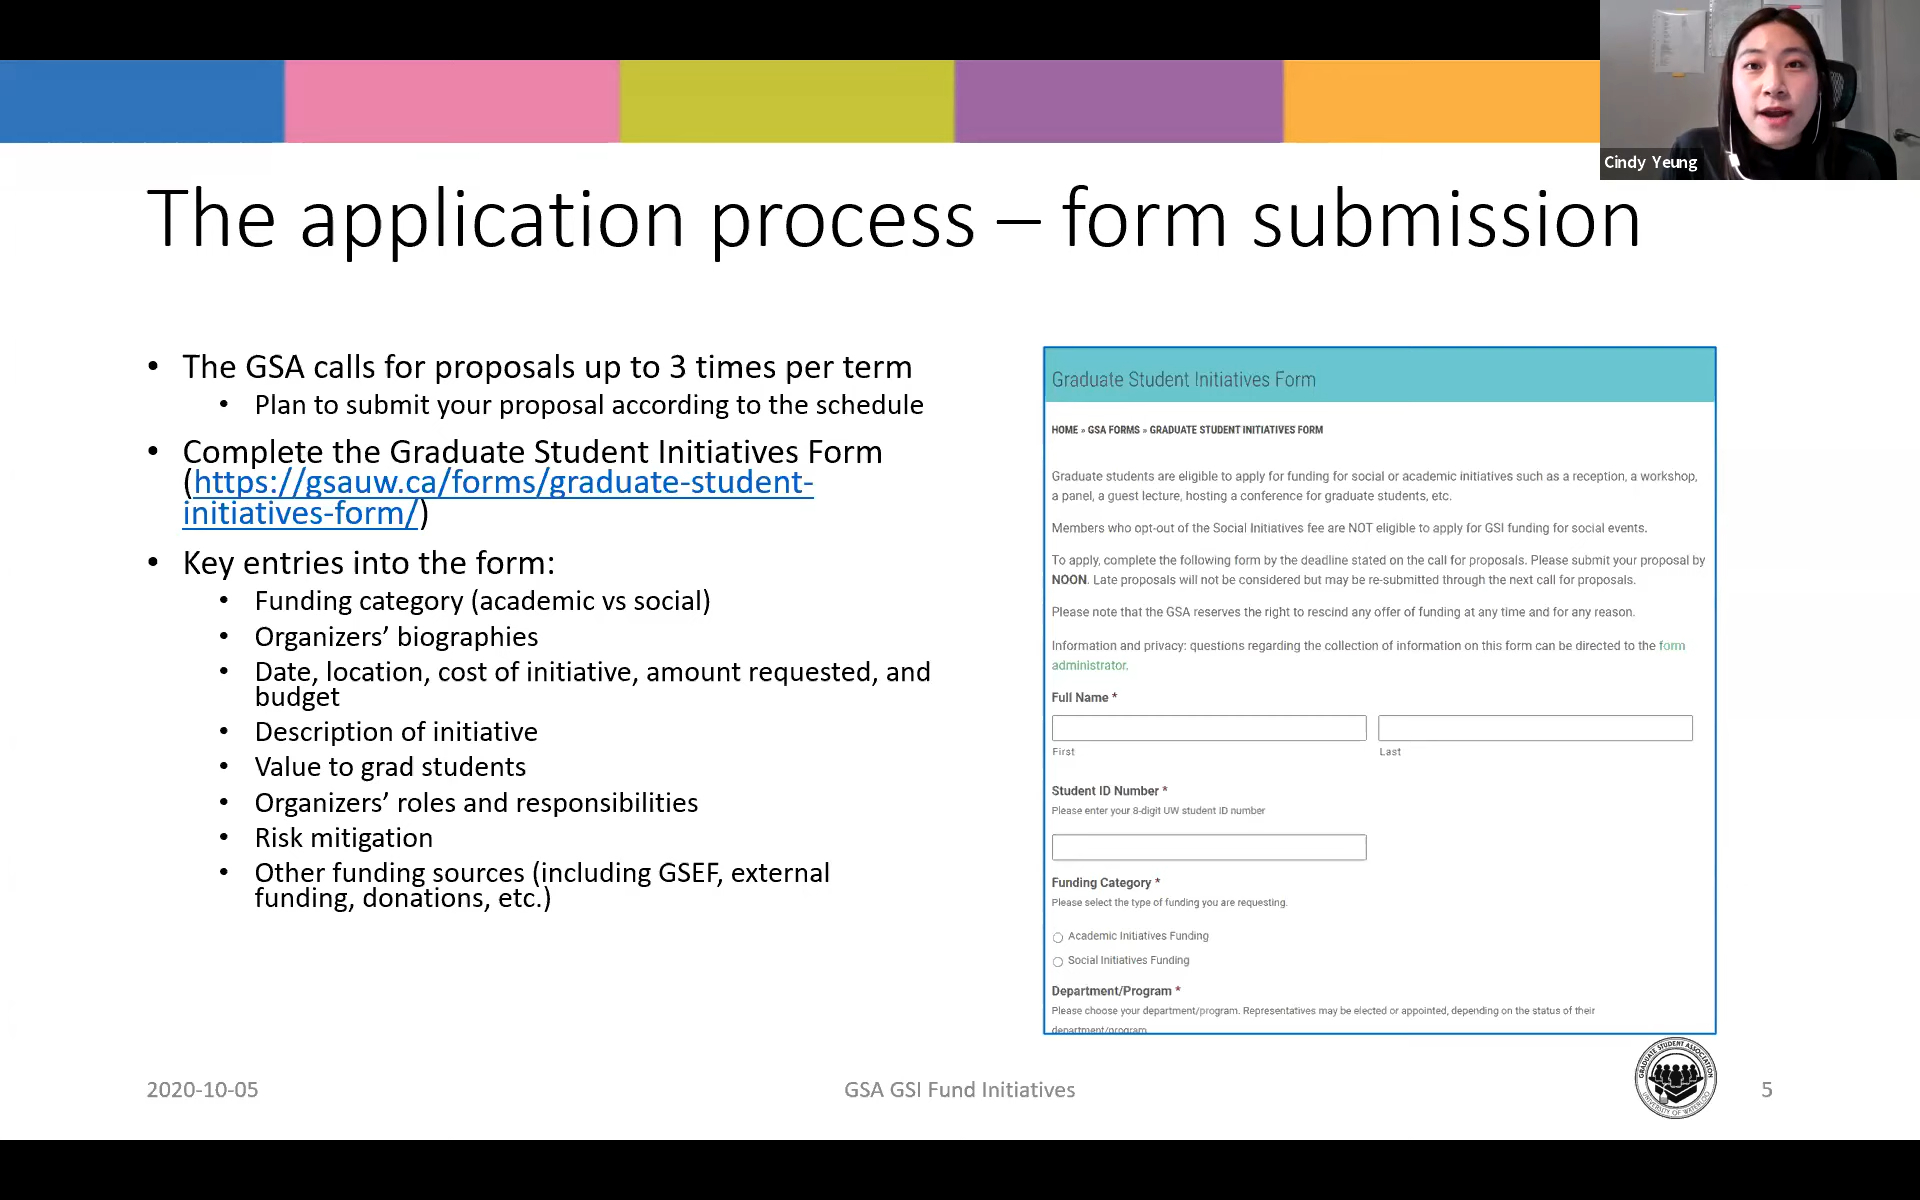 Cindy Yeung
The application process – form submission
• The GSA calls for proposals up to 3 times per term
• Plan to submit your proposal according to the schedule
• Complete the Graduate Student Initiatives Form
(https://gsauw.ca/forms/graduate-student-
initiatives-form/)
• Key entries into the form:
• Funding category (academic vs social)
• Organizers’ biographies
• Date, location, cost of initiative, amount requested, and
budget
• Description of initiative
• Value to grad students
• Organizers’ roles and responsibilities
• Risk mitigation
• Other funding sources (including GSEF, external
funding, donations, etc.)
Graduate Student Initiatives Form
HOME » GSA FORMS » GRADUATE STUDENT INITIATIVES FORM
Graduate students are eligible to apply for funding for social or academic initiatives such as a reception, a workshop,
a panel, a guest lecture, hosting a conference for graduate students, etc.
Members who opt-out of the Social Initiatives fee are NOT eligible to apply for GSI funding for social events.
To apply, complete the following form by the deadline stated on the call for proposals. Please submit your proposal by
NOON. Late proposals will not be considered but may be re-submitted through the next call for proposals.
Please note that the GSA reserves the right to rescind any offer of funding at any time and for any reason.
Information and privacy: questions regarding the collection of information on this form can be directed to the form
administrator.
Full Name *
First Last
Student ID Number *
Please enter your 8-digit UW student ID number
Funding Category *
Please select the type of funding you are requesting.
Academic Initiatives Funding
Social Initiatives Funding
Department/Program *
Please choose your department/program. Representatives may be elected or appointed, depending on the status of their
department/program
2020-10-05
GSA GSI Fund Initiatives
GRADUATE STUDENT ASSOCIATION
UNIVERSITY OF WATERLOO
5